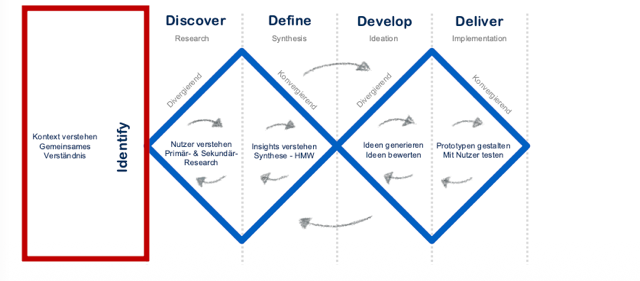 Discover
Research
Define
Synthesis
Develop
Ideation
Deliver
Implementation
Divergierend
Konvergierend
Divergierend
Konvergierend
Kontext verstehen
Gemeinsames
Verständnis
Identify
Nutzer verstehen
Primär- & Sekundär-
Research
Insights verstehen
Synthese - HMW
Ideen generieren
Ideen bewerten
Prototypen gestalten
Mit Nutzer testen